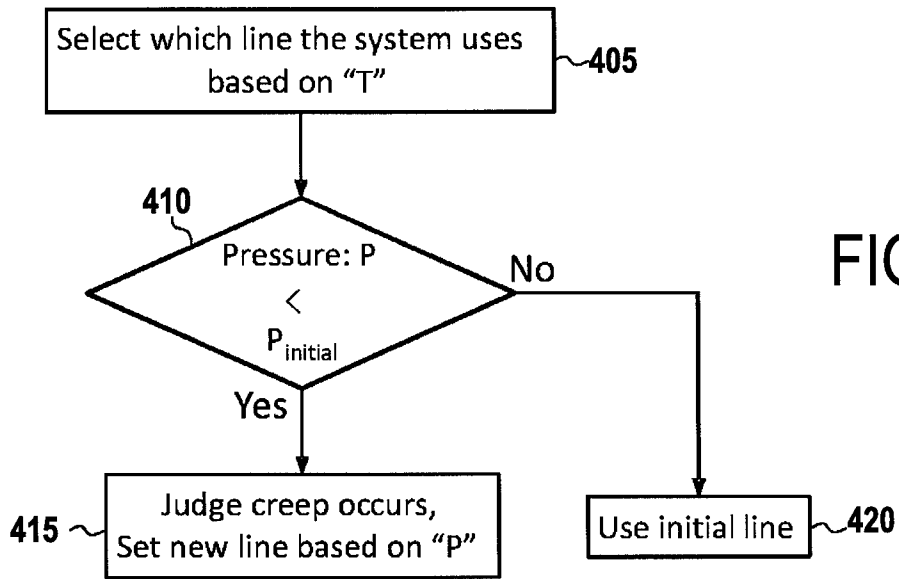 Select which line the system uses
based on “T”
405
410
Pressure: P
<
P initial
No
FIG
Yes
Judge creep occurs,
Set new line based on “P”
415
Use initial line
420